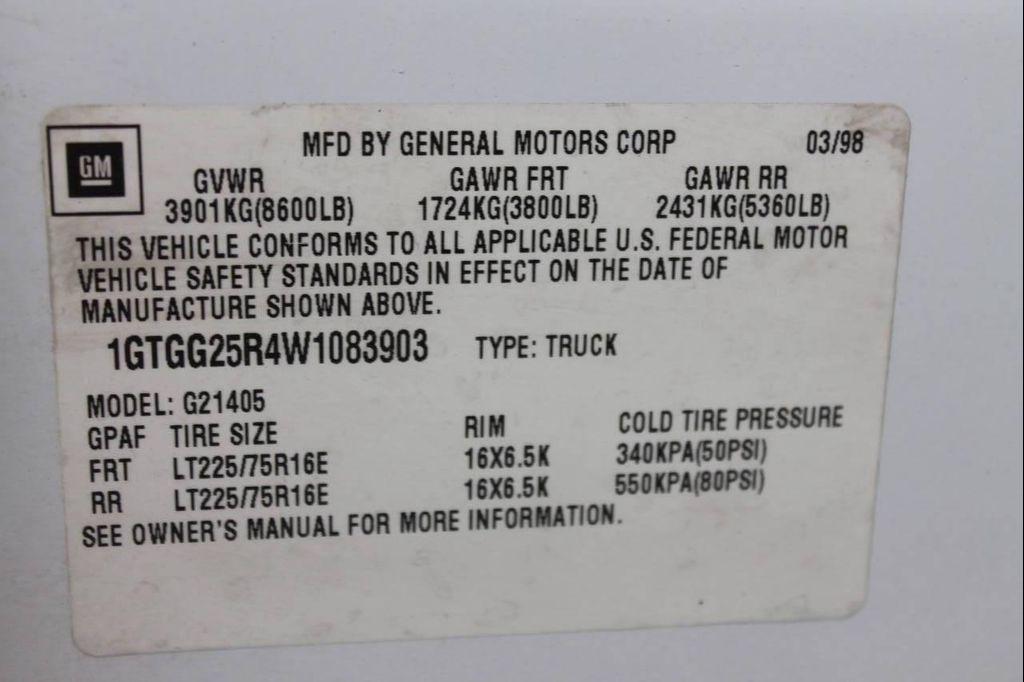 GM
MFD BY GENERAL MOTORS CORP 03/98
GVWR GAWR FRT GAWR RR
3901KG(8600LB) 1724KG(3800LB) 2431KG(5360LB)
THIS VEHICLE CONFORMS TO ALL APPLICABLE U.S. FEDERAL MOTOR
VEHICLE SAFETY STANDARDS IN EFFECT ON THE DATE OF
MANUFACTURE SHOWN ABOVE.
1GTGG25R4W1083903 TYPE: TRUCK
MODEL: G21405
GPAF TIRE SIZE RIM COLD TIRE PRESSURE
FRT LT225/75R16E 16X6.5K 340KPA(50PSI)
RR LT225/75R16E 16X6.5K 550KPA(80PSI)
SEE OWNER'S MANUAL FOR MORE INFORMATION.